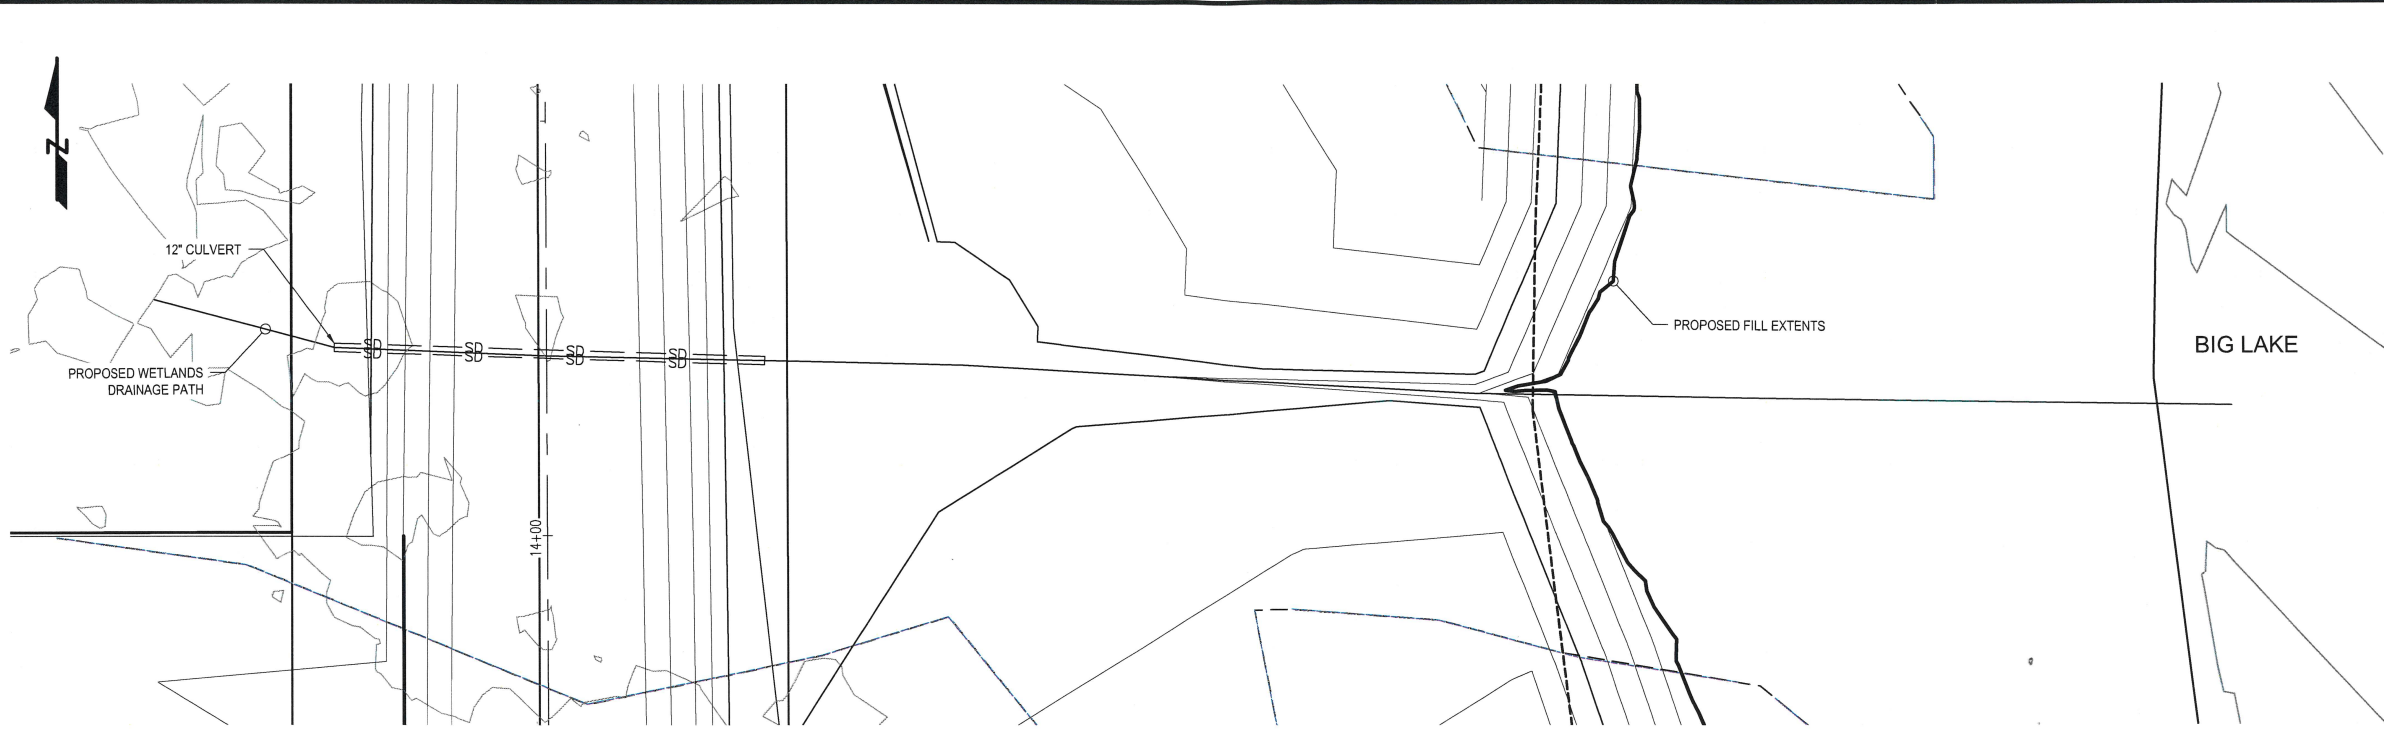 N
12" CULVERT
SD SD SD SD
SD SD SD SD
PROPOSED WETLANDS
DRAINAGE PATH
14+00
PROPOSED FILL EXTENTS
BIG LAKE